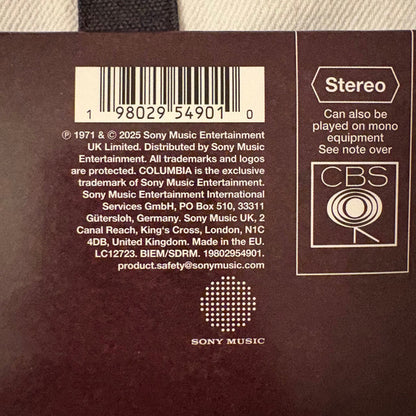 1 98029 54901 0
℗ 1971 & © 2025 Sony Music Entertainment
UK Limited. Distributed by Sony Music
Entertainment. All trademarks and logos
are protected. COLUMBIA is the exclusive
trademark of Sony Music Entertainment.
Sony Music Entertainment International
Services GmbH, PO Box 510, 33311
Gütersloh, Germany. Sony Music UK, 2
Canal Reach, King's Cross, London, N1C
4DB, United Kingdom. Made in the EU.
LC12723. BIEM/SDRM. 19802954901.
product.safety@sonymusic.com
SONY MUSIC
Stereo
Can also be
played on mono
equipment
See note over
CBS